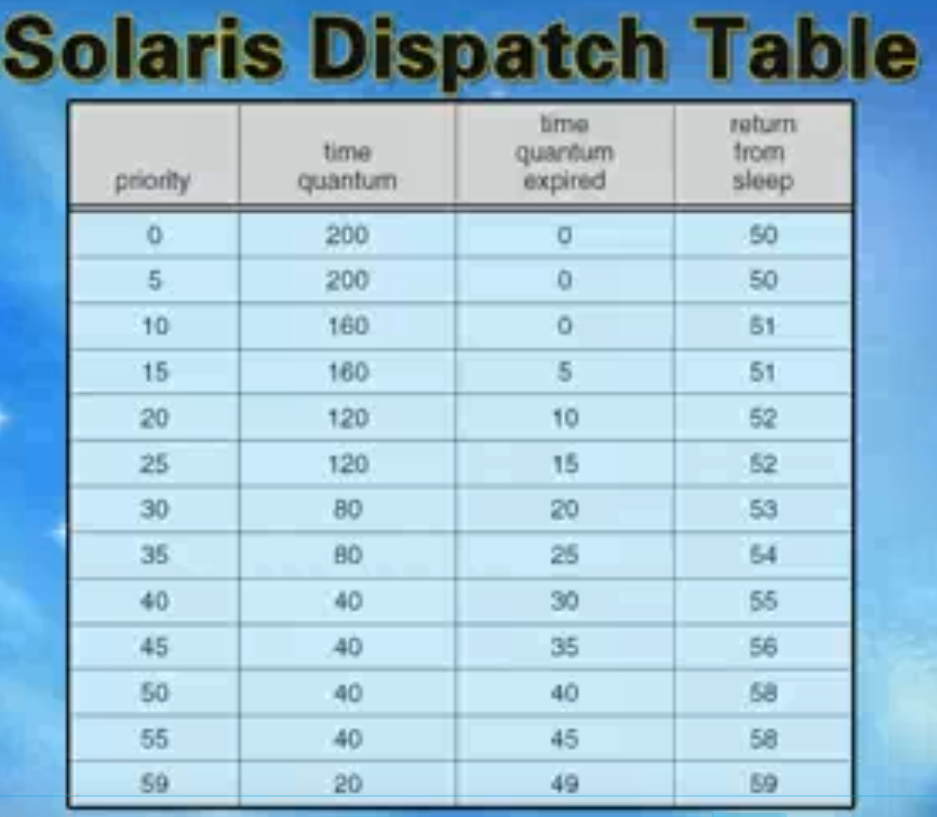 Solaris Dispatch Table
priority time quantum time quantum expired return from sleep
0 200 0 50
5 200 0 50
10 160 0 51
15 160 5 51
20 120 10 52
25 120 15 52
30 80 20 53
35 80 25 54
40 40 30 55
45 40 35 56
50 40 40 58
55 40 45 58
59 20 49 59